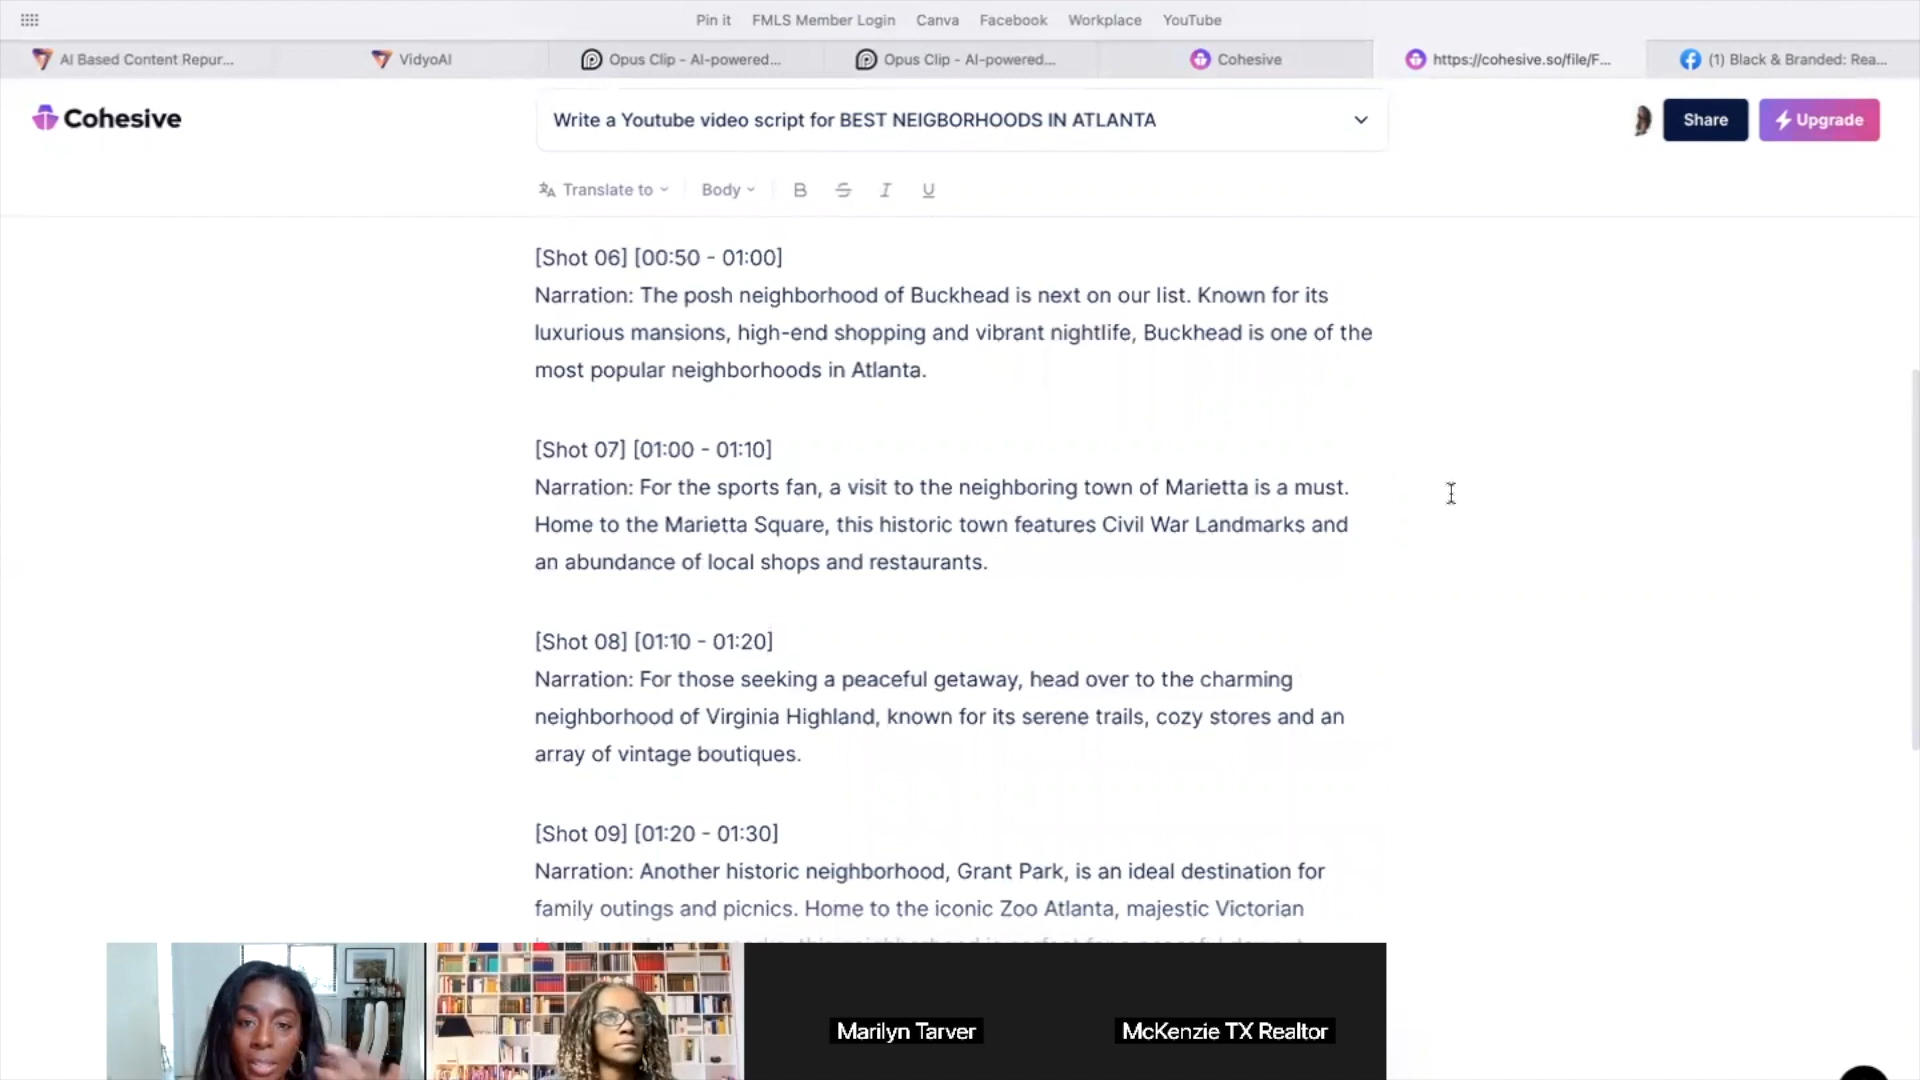 Pin it FMLS Member Login Canva Facebook Workplace YouTube
AI Based Content Repur... VidyoAI Opus Clip - AI-powered... Opus Clip - AI-powered... Cohesive https://cohesive.so/file/F... (1) Black & Branded: Rea...
Cohesive
Write a Youtube video script for BEST NEIGBORHOODS IN ATLANTA
Share Upgrade
Translate to Body B S I U
[Shot 06] [00:50 - 01:00]
Narration: The posh neighborhood of Buckhead is next on our list. Known for its
luxurious mansions, high-end shopping and vibrant nightlife, Buckhead is one of the
most popular neighborhoods in Atlanta.
[Shot 07] [01:00 - 01:10]
Narration: For the sports fan, a visit to the neighboring town of Marietta is a must.
Home to the Marietta Square, this historic town features Civil War Landmarks and
an abundance of local shops and restaurants.
[Shot 08] [01:10 - 01:20]
Narration: For those seeking a peaceful getaway, head over to the charming
neighborhood of Virginia Highland, known for its serene trails, cozy stores and an
array of vintage boutiques.
[Shot 09] [01:20 - 01:30]
Narration: Another historic neighborhood, Grant Park, is an ideal destination for
family outings and picnics. Home to the iconic Zoo Atlanta, majestic Victorian
Marilyn Tarver
McKenzie TX Realtor